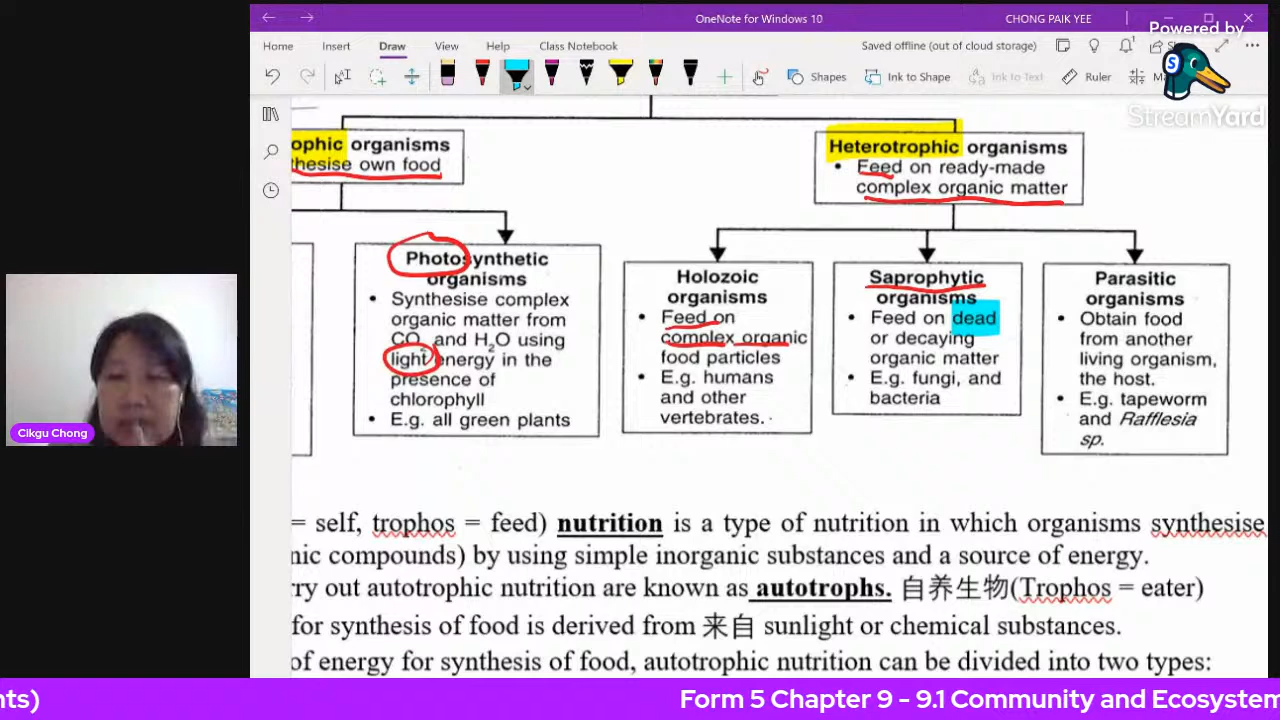 OneNote for Windows 10
CHONG PAIK YEE
Powered by
StreamYard
Home
Insert
Draw
View
Help
Class Notebook
Saved offline (out of cloud storage)
Shapes
Ink to Shape
Ink to Text
Ruler
ophic organisms
thesise own food
Heterotrophic organisms
• Feed on ready-made
complex organic matter
Photosynthetic
organisms
• Synthesise complex
organic matter from
CO2 and H2O using
light energy in the
presence of
chlorophyll
• E.g. all green plants
Holozoic
organisms
• Feed on
complex organic
food particles
• E.g. humans
and other
vertebrates.
Saprophytic
organisms
• Feed on dead
or decaying
organic matter
• E.g. fungi, and
bacteria
Parasitic
organisms
• Obtain food
from another
living organism,
the host.
• E.g. tapeworm
and Rafflesia
sp.
Cikgu Chong
= self, trophos = feed) nutrition is a type of nutrition in which organisms synthesise
nic compounds) by using simple inorganic substances and a source of energy.
rry out autotrophic nutrition are known as autotrophs. 自养生物(Trophos = eater)
for synthesis of food is derived from 来自 sunlight or chemical substances.
of energy for synthesis of food, autotrophic nutrition can be divided into two types:
nts)
Form 5 Chapter 9 - 9.1 Community and Ecosystem